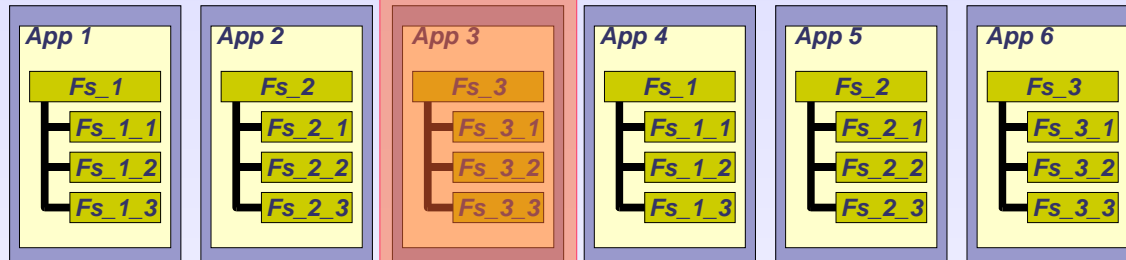 App 1
Fs_1
Fs_1_1
Fs_1_2
Fs_1_3
App 2
Fs_2
Fs_2_1
Fs_2_2
Fs_2_3
App 3
Fs_3
Fs_3_1
Fs_3_2
Fs_3_3
App 4
Fs_1
Fs_1_1
Fs_1_2
Fs_1_3
App 5
Fs_2
Fs_2_1
Fs_2_2
Fs_2_3
App 6
Fs_3
Fs_3_1
Fs_3_2
Fs_3_3